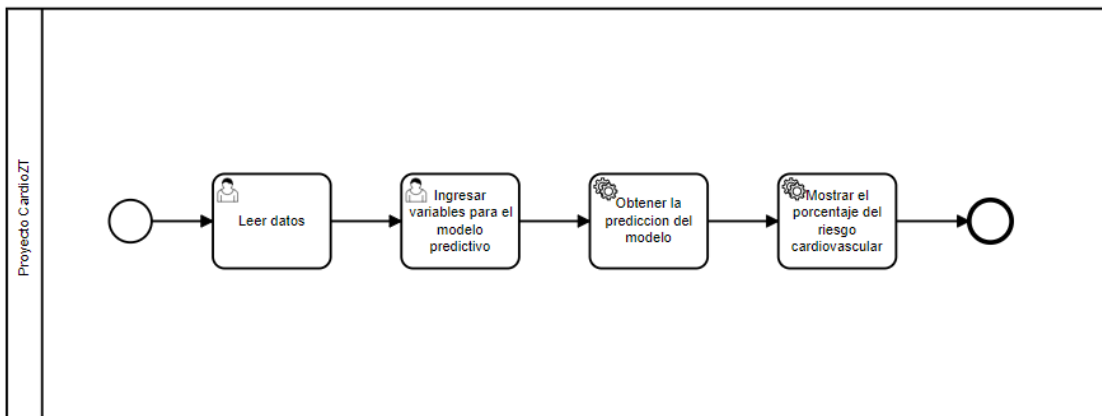 Proyecto CardioZT
Leer datos
Ingresar
variables para el
modelo
predictivo
Obtener la
prediccion del
modelo
Mostrar el
porcentaje del
riesgo
cardiovascular